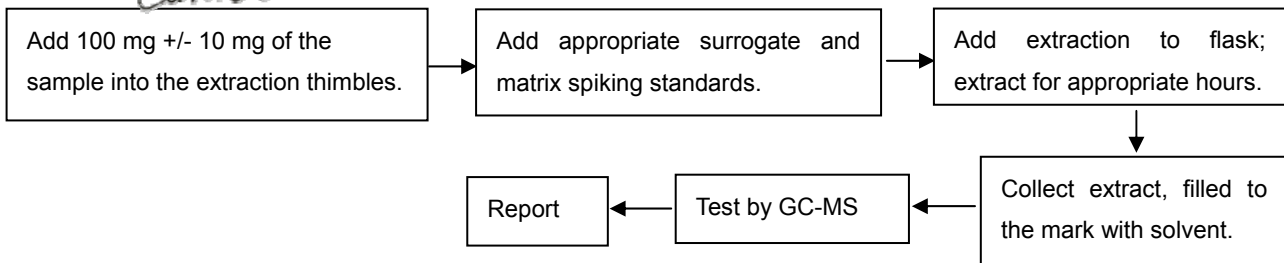 Add 100 mg +/- 10 mg of the
sample into the extraction thimbles.
Add appropriate surrogate and
matrix spiking standards.
Add extraction to flask;
extract for appropriate hours.
Collect extract, filled to
the mark with solvent.
Test by GC-MS
Report